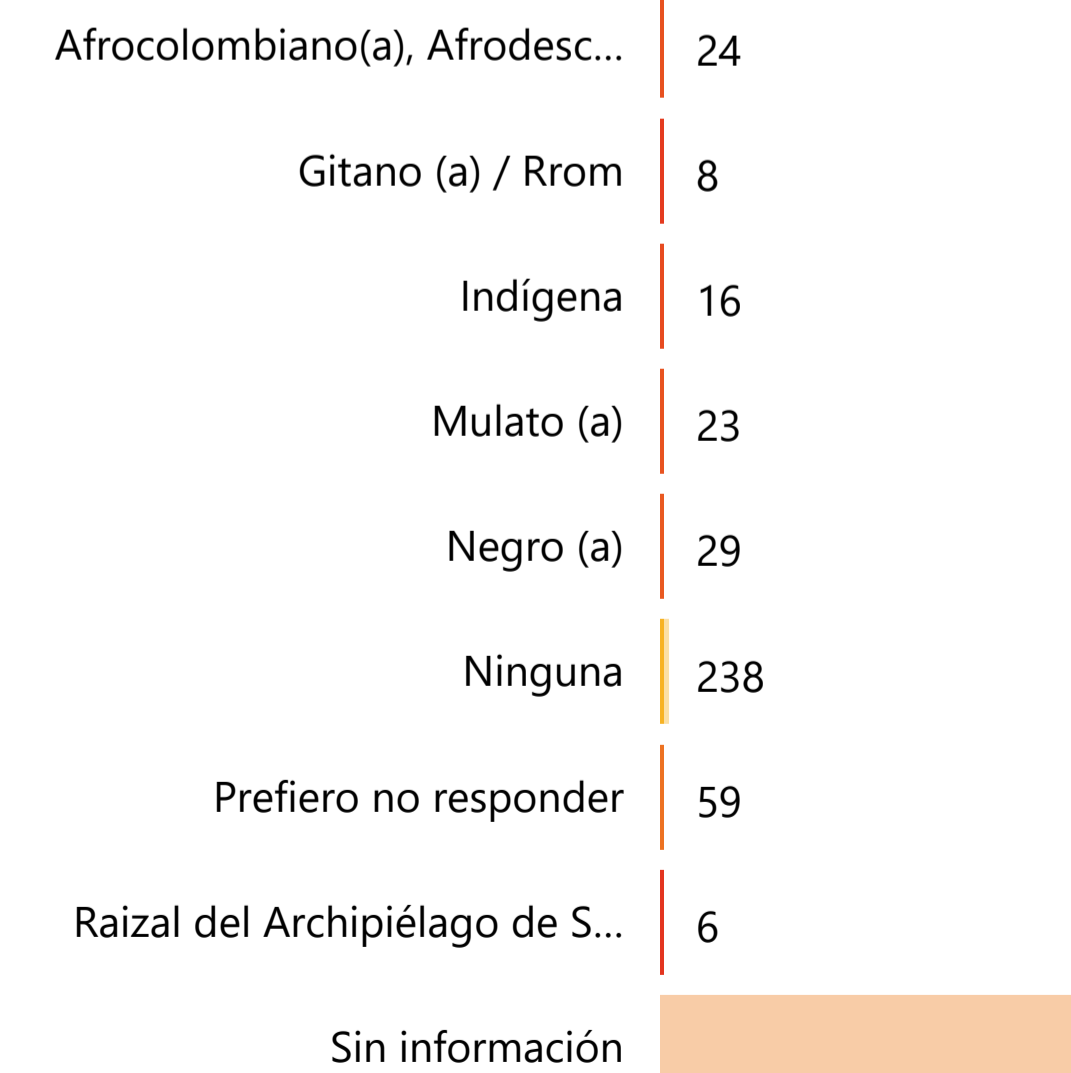 Afrocolombiano(a), Afrodesc... 24
Gitano (a) / Rrom 8
Indígena 16
Mulato (a) 23
Negro (a) 29
Ninguna 238
Prefiero no responder 59
Raizal del Archipiélago de S... 6
Sin información